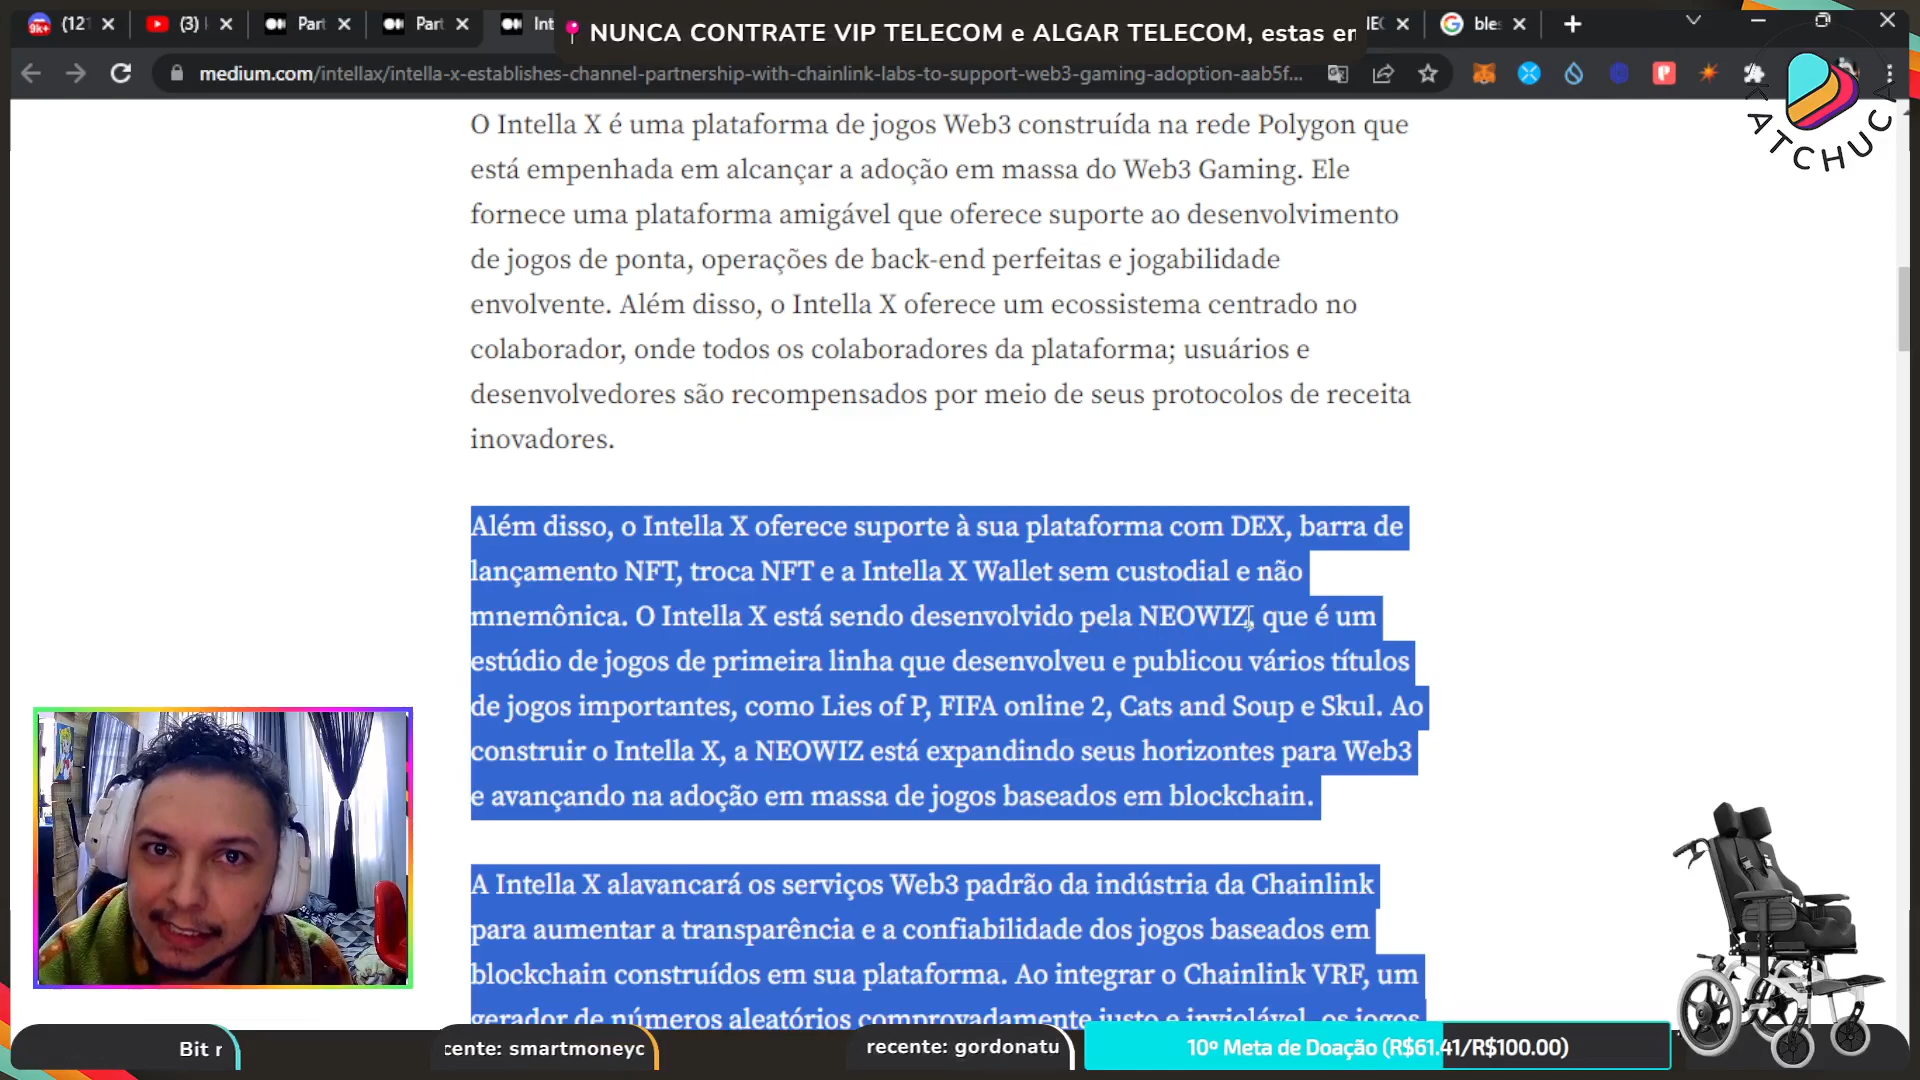 (12
(3)
Part
Part
Int
NUNCA CONTRATE VIP TELECOM e ALGAR TELECOM, estas
ble
medium.com/intellax/intella-x-establishes-channel-partnership-with-chainlink-labs-to-support-web3-gaming-adoption-aab5f...
KATCHUCA
O Intella X é uma plataforma de jogos Web3 construída na rede Polygon que
está empenhada em alcançar a adoção em massa do Web3 Gaming. Ele
fornece uma plataforma amigável que oferece suporte ao desenvolvimento
de jogos de ponta, operações de back-end perfeitas e jogabilidade
envolvente. Além disso, o Intella X oferece um ecossistema centrado no
colaborador, onde todos os colaboradores da plataforma; usuários e
desenvolvedores são recompensados por meio de seus protocolos de receita
inovadores.
Além disso, o Intella X oferece suporte à sua plataforma com DEX, barra de
lançamento NFT, troca NFT e a Intella X Wallet sem custodial e não
mnemônica. O Intella X está sendo desenvolvido pela NEOWIZ, que é um
estúdio de jogos de primeira linha que desenvolveu e publicou vários títulos
de jogos importantes, como Lies of P, FIFA online 2, Cats and Soup e Skul. Ao
construir o Intella X, a NEOWIZ está expandindo seus horizontes para Web3
e avançando na adoção em massa de jogos baseados em blockchain.
A Intella X alavancará os serviços Web3 padrão da indústria da Chainlink
para aumentar a transparência e a confiabilidade dos jogos baseados em
blockchain construídos em sua plataforma. Ao integrar o Chainlink VRF, um
gerador de números aleatórios comprovadamente justo e inviolável, os jogos
Bit r
cente: smartmoneyc
recente: gordonatu
10º Meta de Doação (R$61.41/R$100.00)